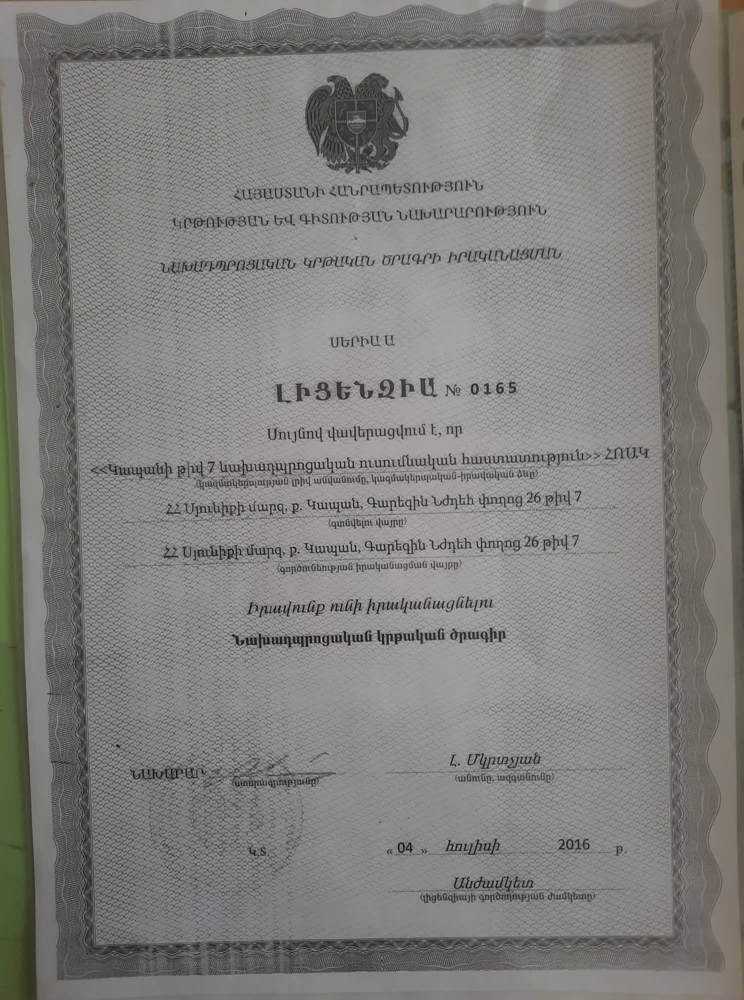 ՀԱՅԱՍՏԱՆԻ ՀԱՆՐԱՊԵՏՈՒԹՅՈՒՆ
ԿՐԹՈՒԹՅԱՆ ԵՎ ԳԻՏՈՒԹՅԱՆ ՆԱԽԱՐԱՐՈՒԹՅՈՒՆ
ՆԱԽԱԴՊՐՈՑԱԿԱՆ ԿՐԹԱԿԱՆ ԾՐԱԳՐԻ ԻՐԱԿԱՆԱՑՄԱՆ
ՍԵՐԻԱ Ա
ԼԻՑԵՆԶԻԱ № 0165
Սույնով վավերացվում է, որ
<<Կապանի թիվ 7 նախադպրոցական ուսումնական հաստատություն>> ՀՈԱԿ
(կազմակերպության լրիվ անվանումը, կազմակերպական-իրավական ձևը)
ՀՀ Սյունիքի մարզ, ք. Կապան, Գարեգին Նժդեհ փողոց 26 թիվ 7
(գտնվելու վայրը)
ՀՀ Սյունիքի մարզ, ք. Կապան, Գարեգին Նժդեհ փողոց 26 թիվ 7
(գործունեության իրականացման վայրը)
Իրավունք ունի իրականացնելու
Նախադպրոցական կրթական ծրագիր
ՆԱԽԱՐԱՐ Լ. Մկրտչյան
(ստորագրությունը) (անունը, ազգանունը)
Կ.Տ. « 04 » հուլիսի 2016 թ.
Անժամկետ
(լիցենզիայի գործողության ժամկետը)